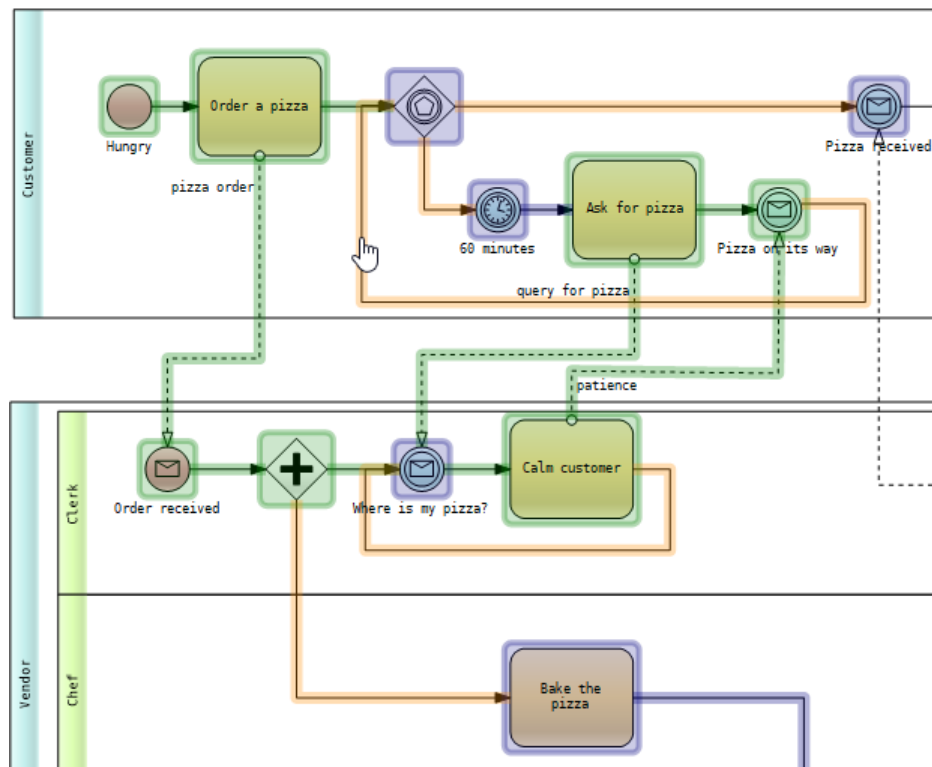 Customer
Order a pizza
Hungry
Pizza received
pizza order
Ask for pizza
60 minutes
Pizza on its way
query for pizza
patience
Vendor
Clerk
Calm customer
Order received
Where is my pizza?
Chef
Bake the
pizza